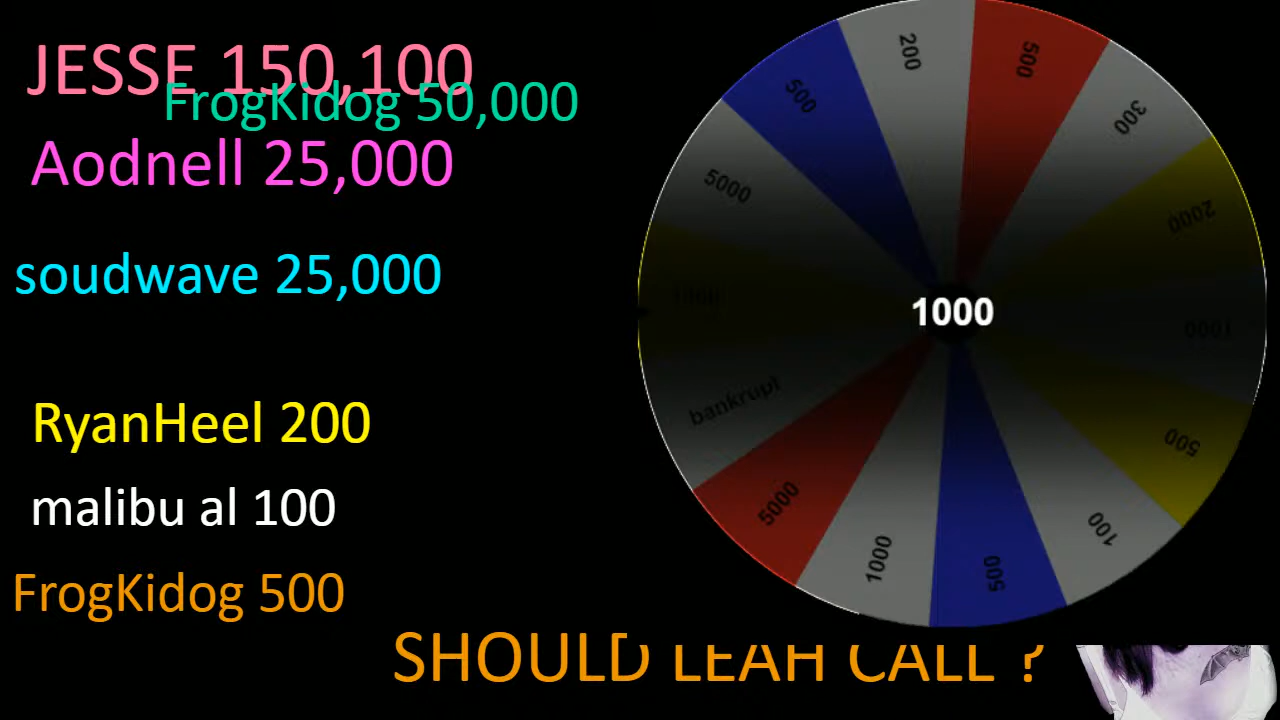 JESSE 150,100
FrogKidog 50,000
Aodnell 25,000
soudwave 25,000
RyanHeel 200
malibu al 100
FrogKidog 500
SHOULD LEAH CALL ?
200
500
300
2000
1000
500
100
500
1000
5000
bankrupt
1000
5000
500
1000